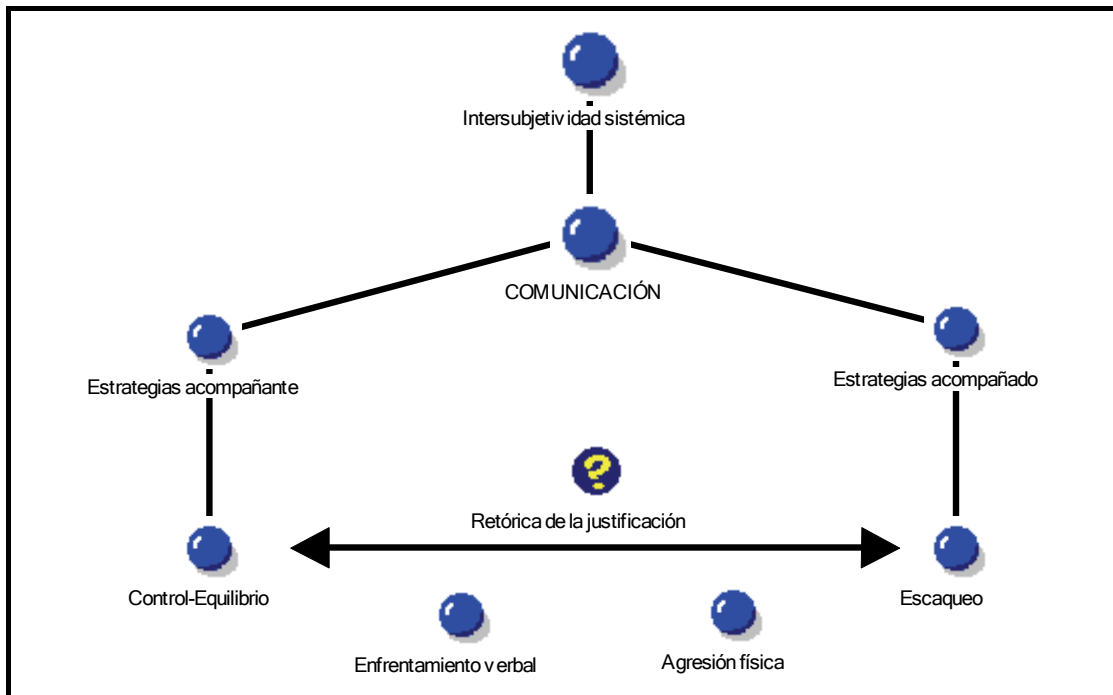 Intersubjetividad sistémica
COMUNICACIÓN
Estrategias acompañante
Estrategias acompañado
?
Retórica de la justificación
Control-Equilibrio
Escaqueo
Enfrentamiento verbal
Agresión física